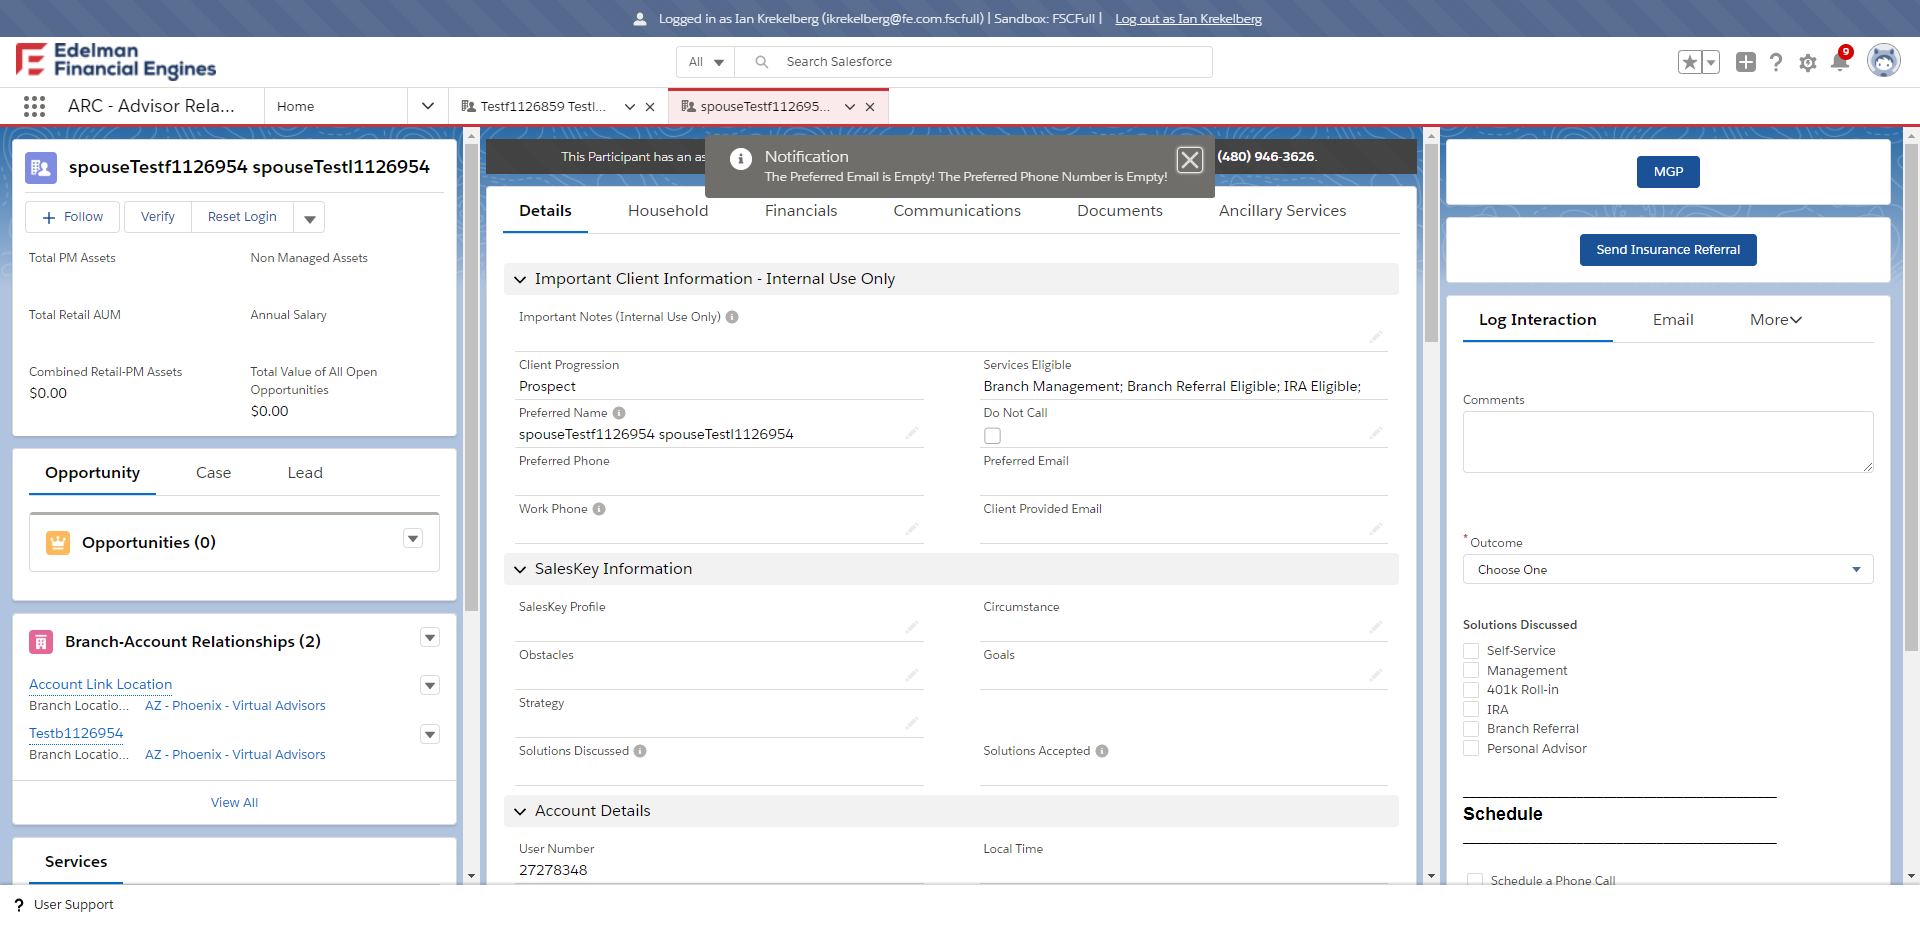 Logged in as Ian Krekelberg (ikrekelberg@fe.com.fscfull) | Sandbox: FSCFull | Log out as Ian Krekelberg
Edelman
Financial Engines
All
Search Salesforce
9
ARC - Advisor Rela...
Home
Testf1126859 Testl...
spouseTestf112695...
spouseTestf1126954 spouseTestl1126954
Follow
Verify
Reset Login
Total PM Assets
Non Managed Assets
Total Retail AUM
Annual Salary
Combined Retail-PM Assets
$0.00
Total Value of All Open
Opportunities
$0.00
Opportunity
Case
Lead
Opportunities (0)
Branch-Account Relationships (2)
Account Link Location
Branch Locatio... AZ - Phoenix - Virtual Advisors
Testb1126954
Branch Locatio... AZ - Phoenix - Virtual Advisors
View All
Services
This Participant has an as
(480) 946-3626.
Notification
The Preferred Email is Empty! The Preferred Phone Number is Empty!
Details
Household
Financials
Communications
Documents
Ancillary Services
Important Client Information - Internal Use Only
Important Notes (Internal Use Only)
Client Progression
Prospect
Services Eligible
Branch Management; Branch Referral Eligible; IRA Eligible;
Preferred Name
spouseTestf1126954 spouseTestl1126954
Do Not Call
Preferred Phone
Preferred Email
Work Phone
Client Provided Email
SalesKey Information
SalesKey Profile
Circumstance
Obstacles
Goals
Strategy
Solutions Discussed
Solutions Accepted
Account Details
User Number
27278348
Local Time
MGP
Send Insurance Referral
Log Interaction
Email
More
Comments
* Outcome
Choose One
Solutions Discussed
Self-Service
Management
401k Roll-in
IRA
Branch Referral
Personal Advisor
Schedule
Schedule a Phone Call
? User Support